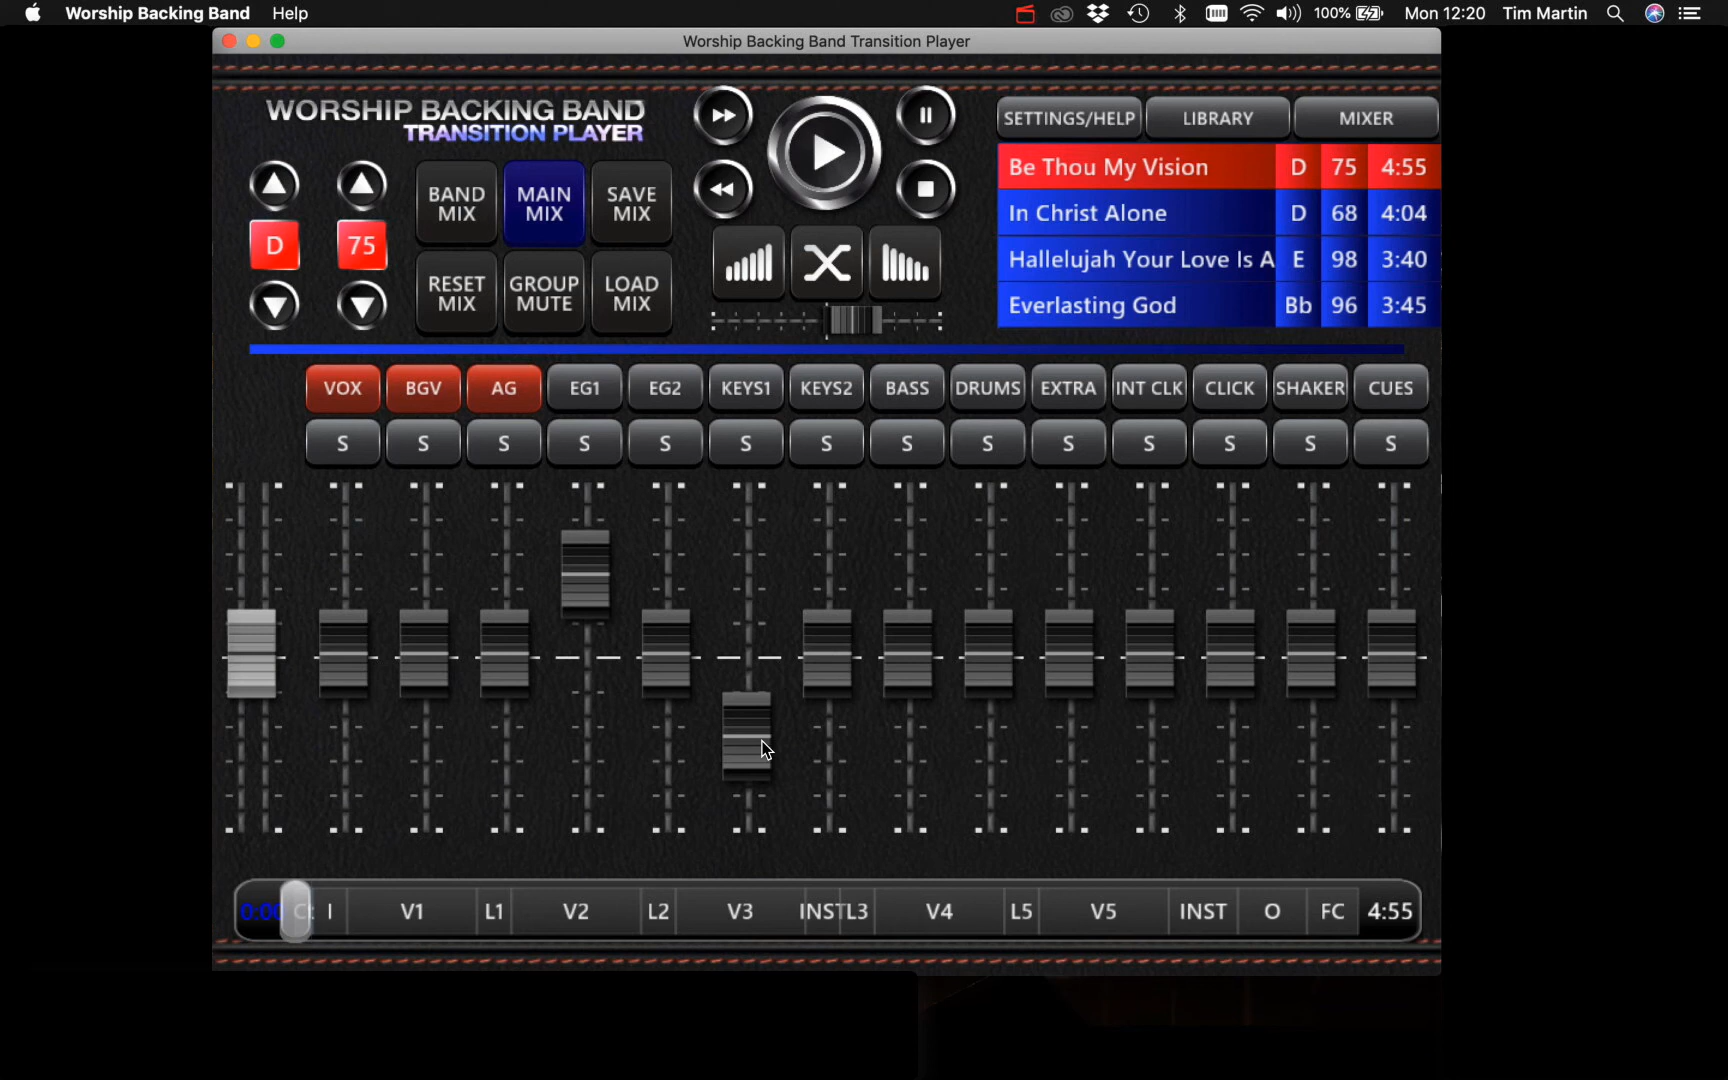 Worship Backing Band Help 100% Mon 12:20 Tim Martin
Worship Backing Band Transition Player
WORSHIP BACKING BAND
TRANSITION PLAYER
SETTINGS/HELP LIBRARY MIXER
Be Thou My Vision D 75 4:55
In Christ Alone D 68 4:04
Hallelujah Your Love Is A E 98 3:40
Everlasting God Bb 96 3:45
D 75
BAND MIX
MAIN MIX
SAVE MIX
RESET MIX
GROUP MUTE
LOAD MIX
VOX BGV AG EG1 EG2 KEYS1 KEYS2 BASS DRUMS EXTRA INT CLK CLICK SHAKER CUES
S S S S S S S S S S S S S S
0:00 I V1 L1 V2 L2 V3 INST L3 V4 L5 V5 INST O FC 4:55